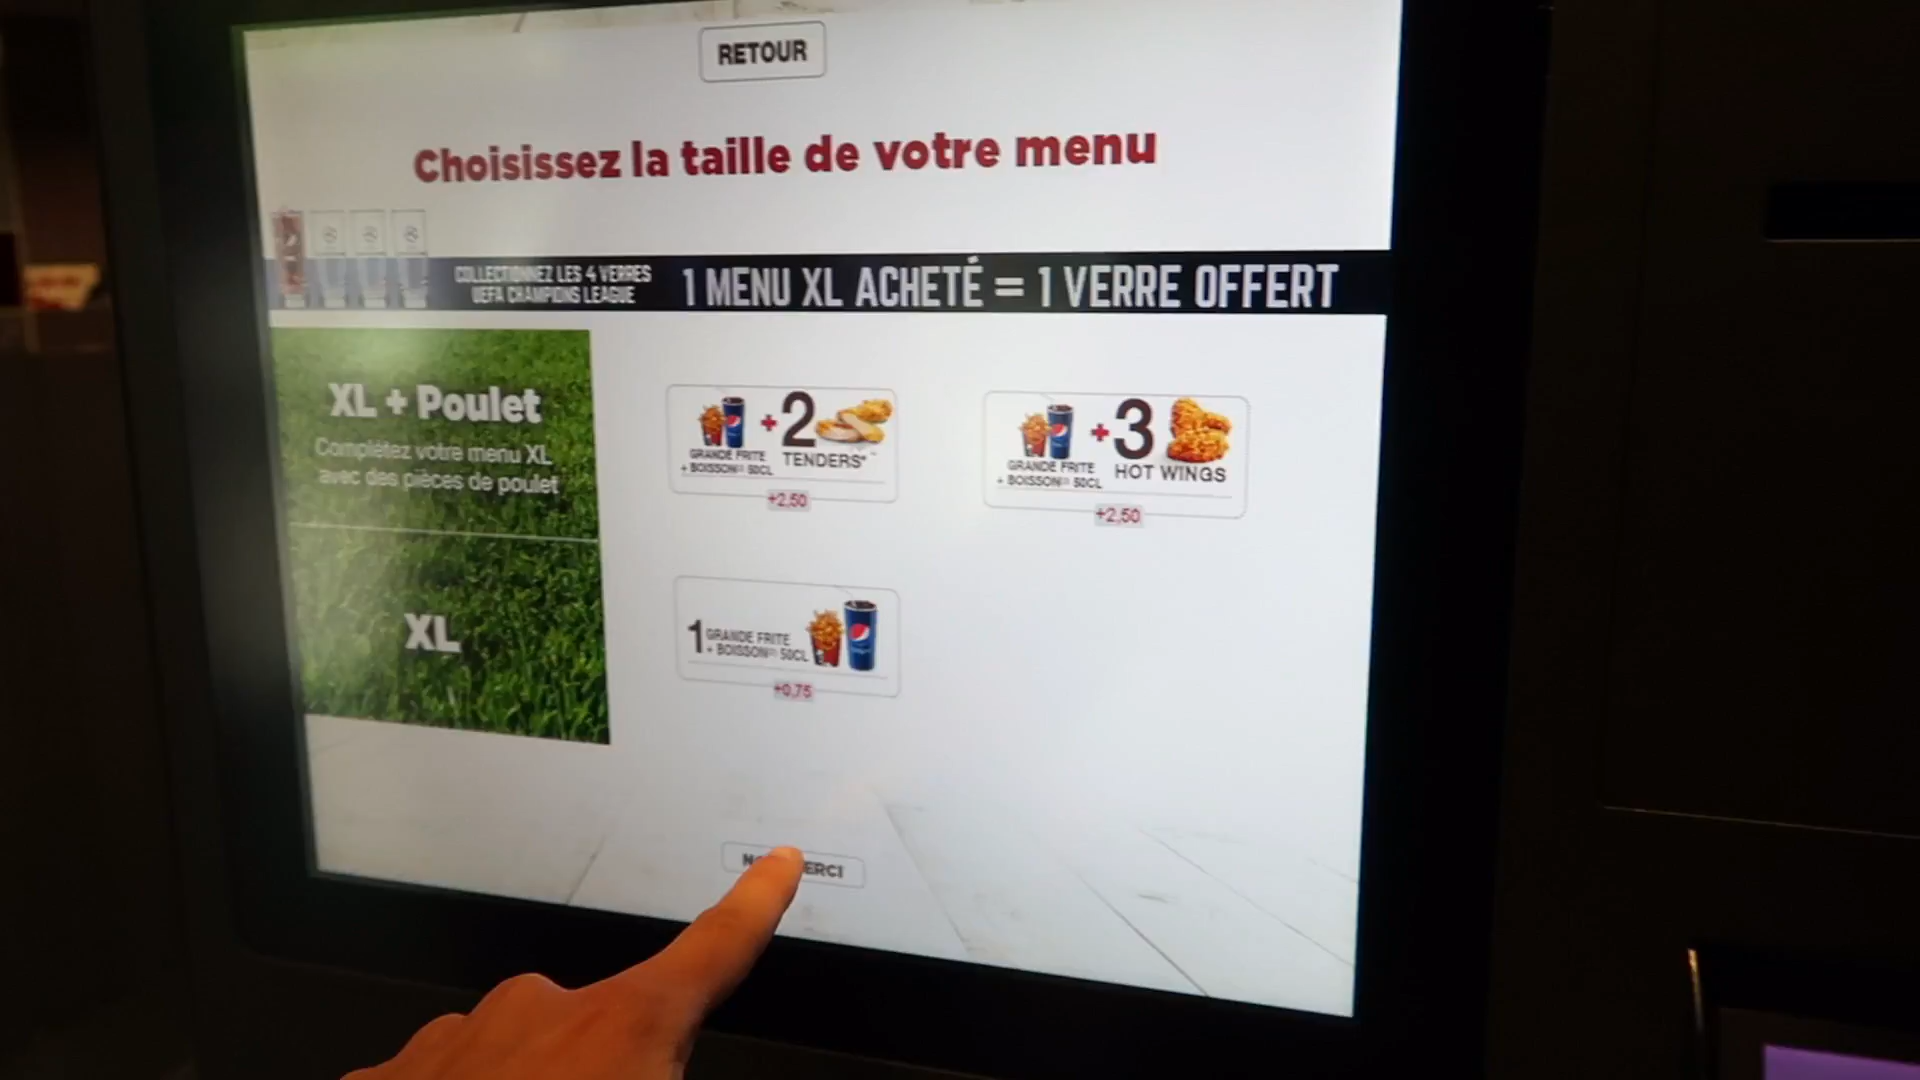 RETOUR
Choisissez la taille de votre menu
COLLECTIONNEZ LES 4 VERRES
UEFA CHAMPIONS LEAGUE
1 MENU XL ACHETÉ = 1 VERRE OFFERT
XL + Poulet
Complétez votre menu XL
avec des pièces de poulet
+2
GRANDE FRITE
+ BOISSON 50CL
TENDERS*
+2,50
+3
GRANDE FRITE
+ BOISSON 50CL
HOT WINGS
+2,50
XL
1 GRANDE FRITE
+ BOISSON 50CL
+0,75